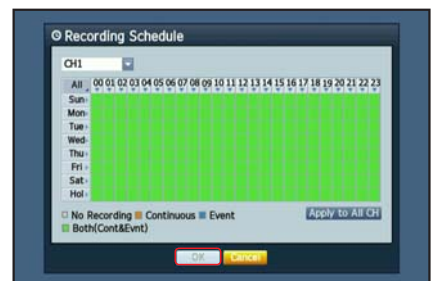 Recording Schedule
CH1
All 00 01 02 03 04 05 06 07 08 09 10 11 12 13 14 15 16 17 18 19 20 21 22 23
Sun
Mon
Tue
Wed
Thu
Fri
Sat
Hol
No Recording Continuous Event
Both(Cont&Evnt)
Apply to All CH
OK Cancel